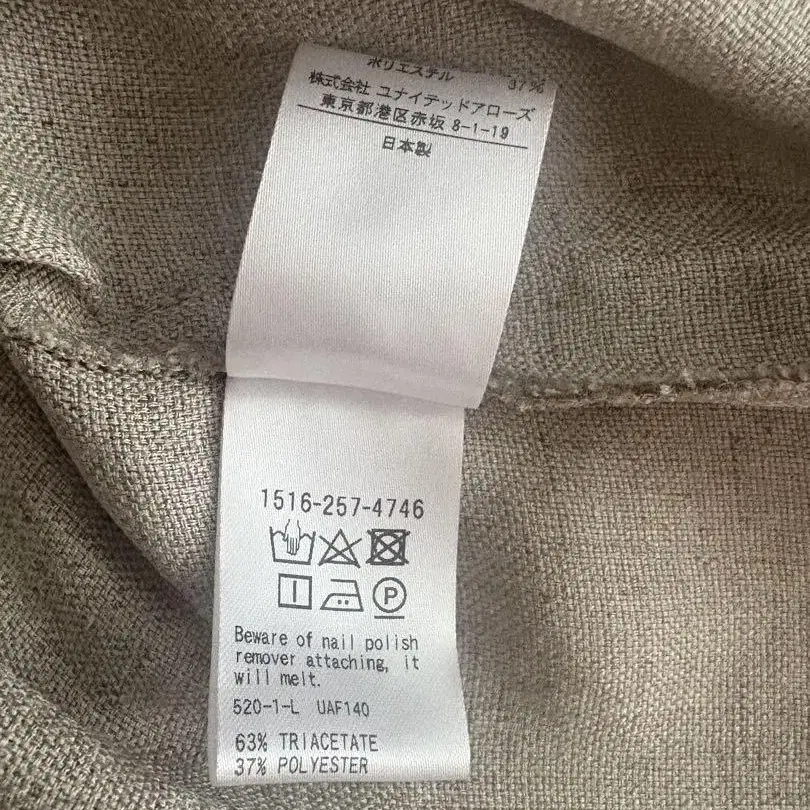 ポリエステル 37%
株式会社 ユナイテッドアローズ
東京都港区赤坂 8-1-19
日本製
1516-257-4746
P
Beware of nail polish
remover attaching, it
will melt.
520-1-L UAF140
63% TRIACETATE
37% POLYESTER